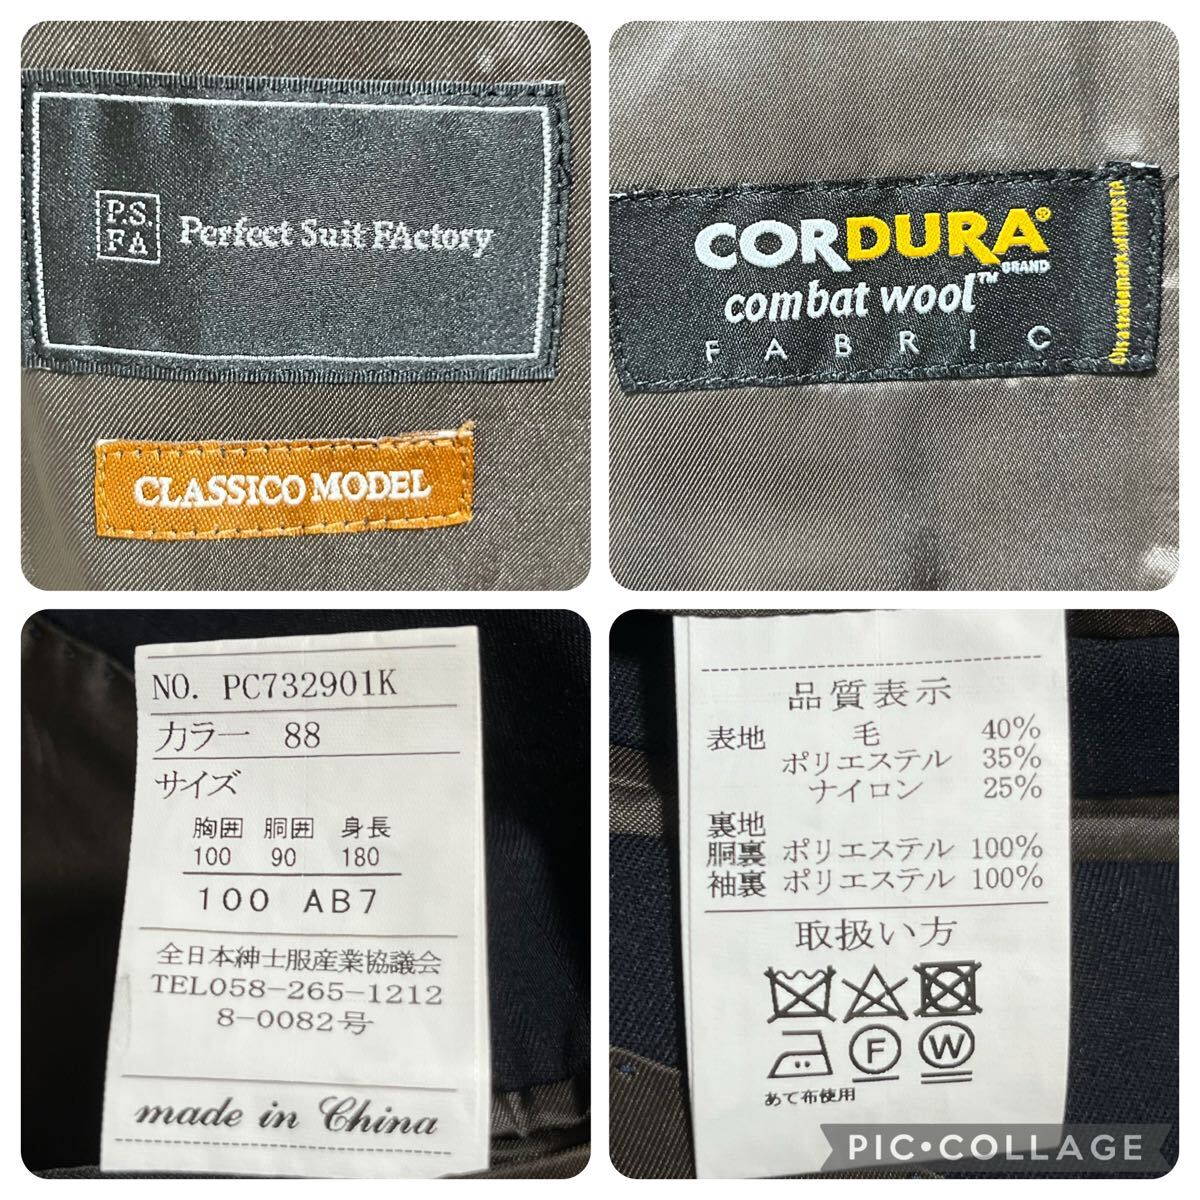 P.S.
FA
Perfect Suit FActory
CLASSICO MODEL
CORDURA®
BRAND
combat wool™
FABRIC
is a trademark of INVISTA
NO. PC732901K
カラー 88
サイズ
胸囲 胴囲 身長
100 90 180
100 AB7
全日本紳士服産業協議会
TEL058-265-1212
8-0082号
made in China
品質表示
表地 毛 40%
ポリエステル 35%
ナイロン 25%
裏地
胴裏 ポリエステル 100%
袖裏 ポリエステル 100%
取扱い方
F W
あて布使用
PIC•COLLAGE